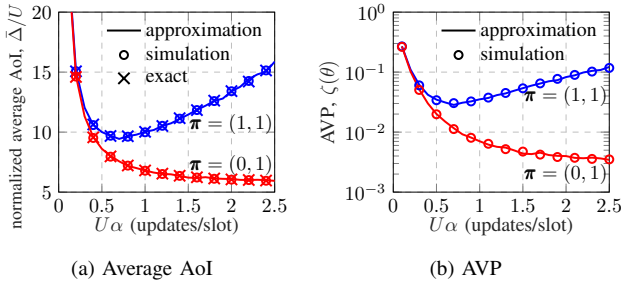 normalized average AoI, Δ̄/U
20
15
10
5
0
0.5
1
1.5
2
2.5
Uα (updates/slot)
approximation
simulation
exact
π = (1, 1)
π = (0, 1)
(a) Average AoI
AVP, ζ(θ)
10⁰
10⁻¹
10⁻²
10⁻³
0
0.5
1
1.5
2
2.5
Uα (updates/slot)
approximation
simulation
π = (1, 1)
π = (0, 1)
(b) AVP